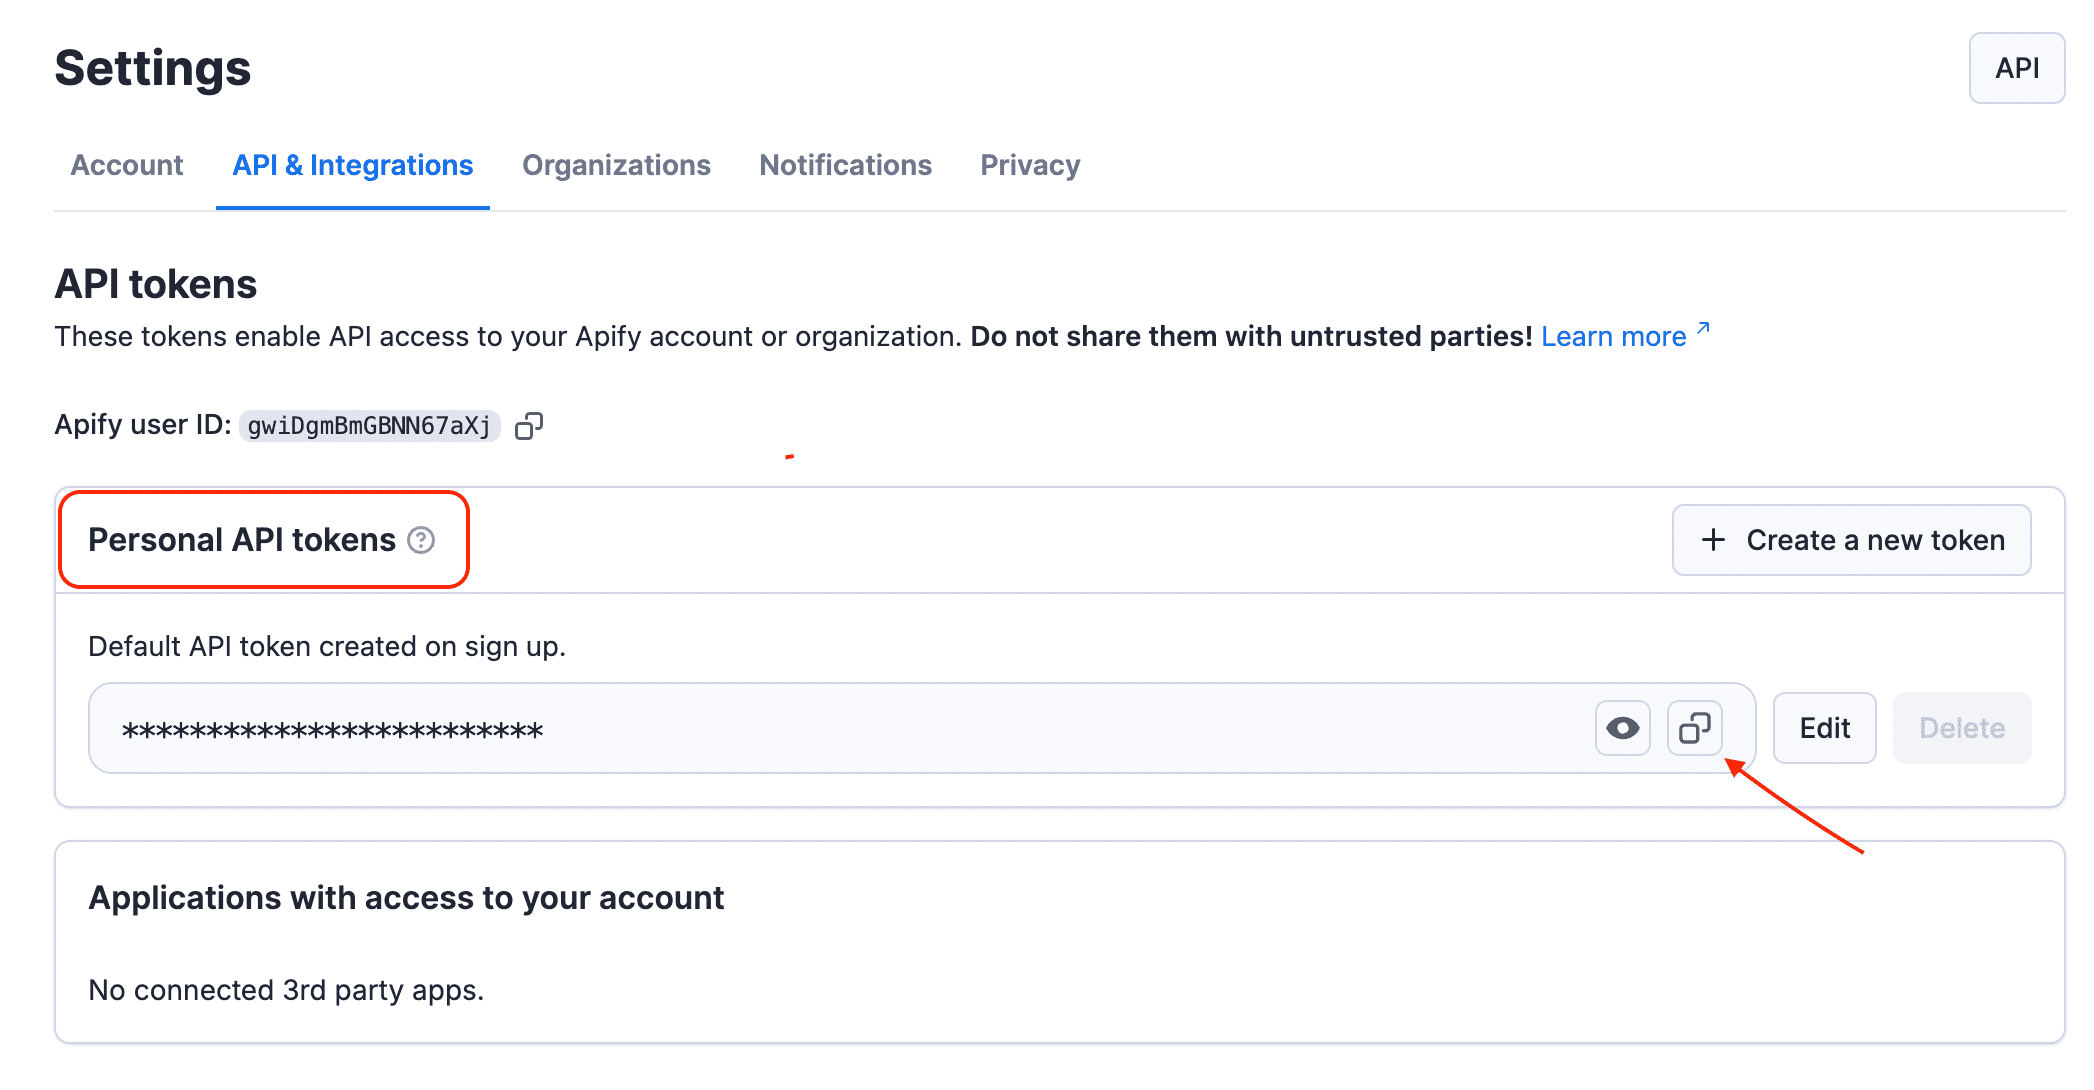 Settings
API
Account API & Integrations Organizations Notifications Privacy
API tokens
These tokens enable API access to your Apify account or organization. Do not share them with untrusted parties! Learn more
Apify user ID: gwiDgmBmGBNN67aXj
Personal API tokens ?
+ Create a new token
Default API token created on sign up.
*************************
Edit
Delete
Applications with access to your account
No connected 3rd party apps.